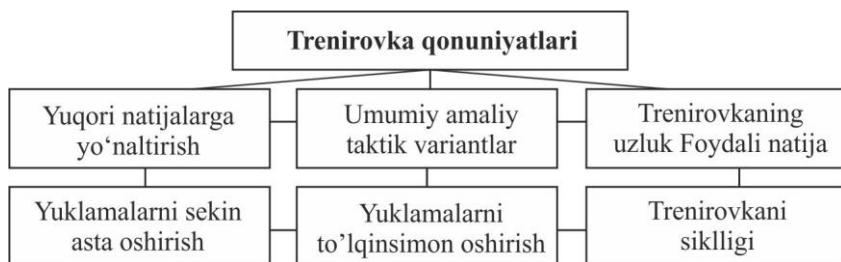 Trenirovka qonuniyatlari
Yuqori natijalarga
yo‘naltirish
Umumiy amaliy
taktik variantlar
Trenirovkaning
uzluk Foydali natija
Yuklamalarni sekin
asta oshirish
Yuklamalarni
to’lqinsimon oshirish
Trenirovkani
siklligi